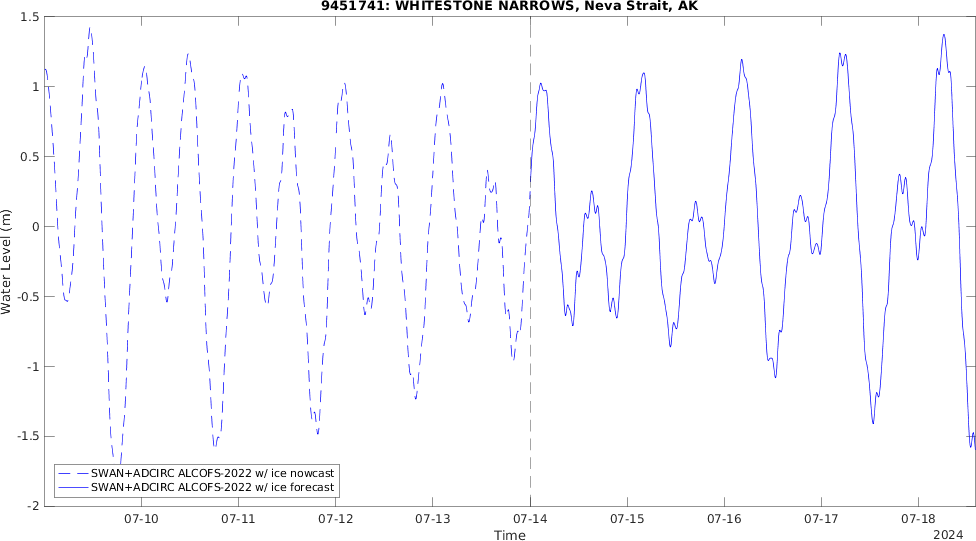 9451741: WHITESTONE NARROWS, Neva Strait, AK
1.5
1
0.5
0
-0.5
-1
-1.5
-2
Water Level (m)
SWAN+ADCIRC ALCOFS-2022 w/ ice nowcast
SWAN+ADCIRC ALCOFS-2022 w/ ice forecast
07-10 07-11 07-12 07-13 07-14 07-15 07-16 07-17 07-18
Time
2024